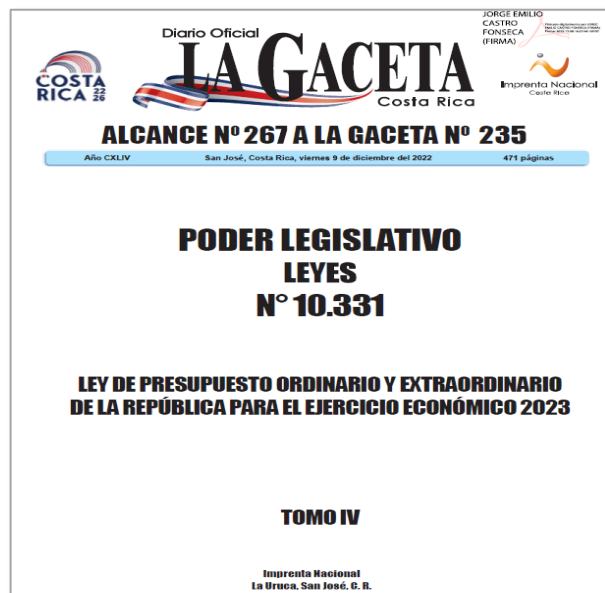 JORGE EMILIO
CASTRO
FONSECA
(FIRMA)
Diario Oficial
LA GACETA
Costa Rica
COSTA
RICA 22
26
Imprenta Nacional
Costa Rica
ALCANCE Nº 267 A LA GACETA Nº 235
Año CXLIV San José, Costa Rica, viernes 9 de diciembre del 2022 471 páginas
PODER LEGISLATIVO
LEYES
N° 10.331
LEY DE PRESUPUESTO ORDINARIO Y EXTRAORDINARIO
DE LA REPÚBLICA PARA EL EJERCICIO ECONÓMICO 2023
TOMO IV
Imprenta Nacional
La Uruca, San José, C. R.